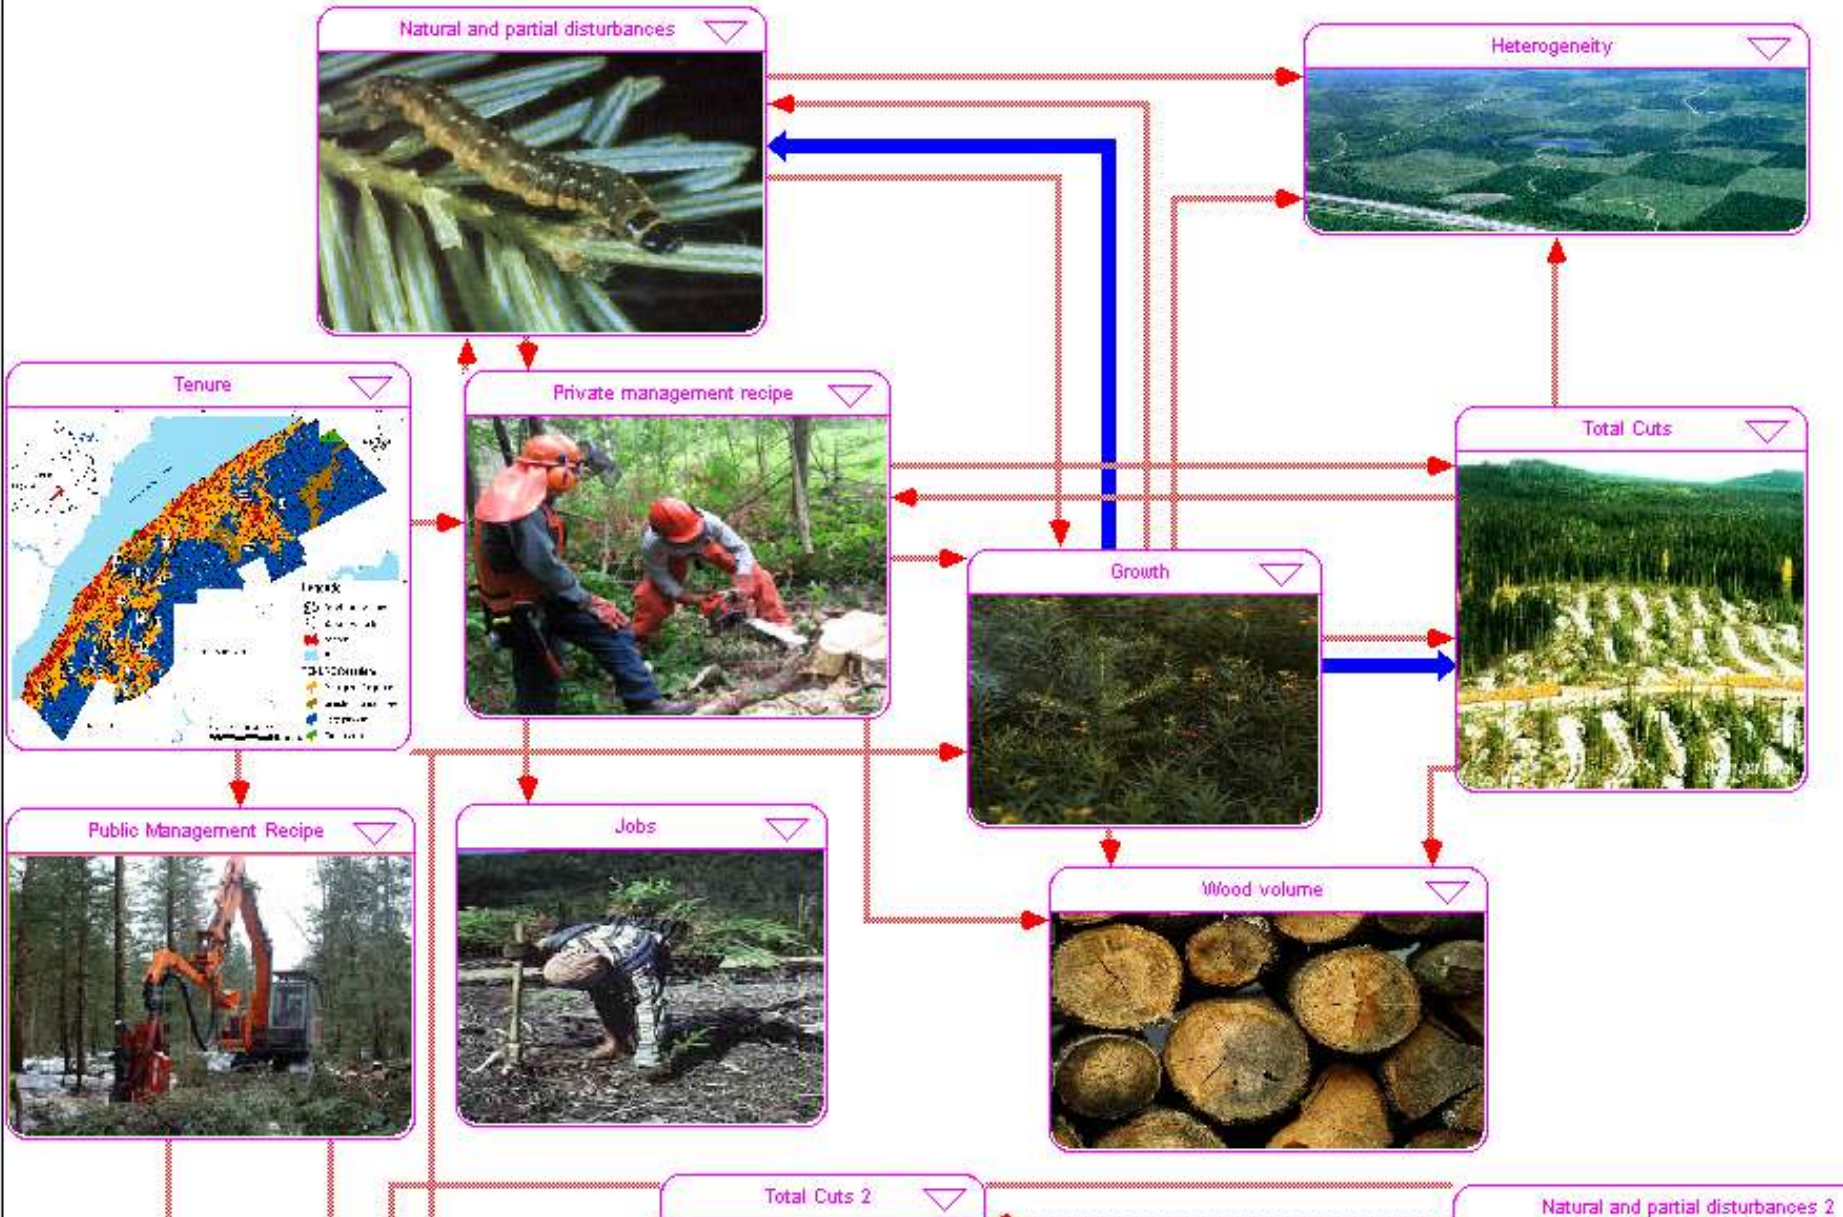 Natural and partial disturbances
Heterogeneity
Tenure
Private management recipe
Total Cuts
Growth
Public Management Recipe
Jobs
Wood volume
Total Cuts 2
Natural and partial disturbances 2